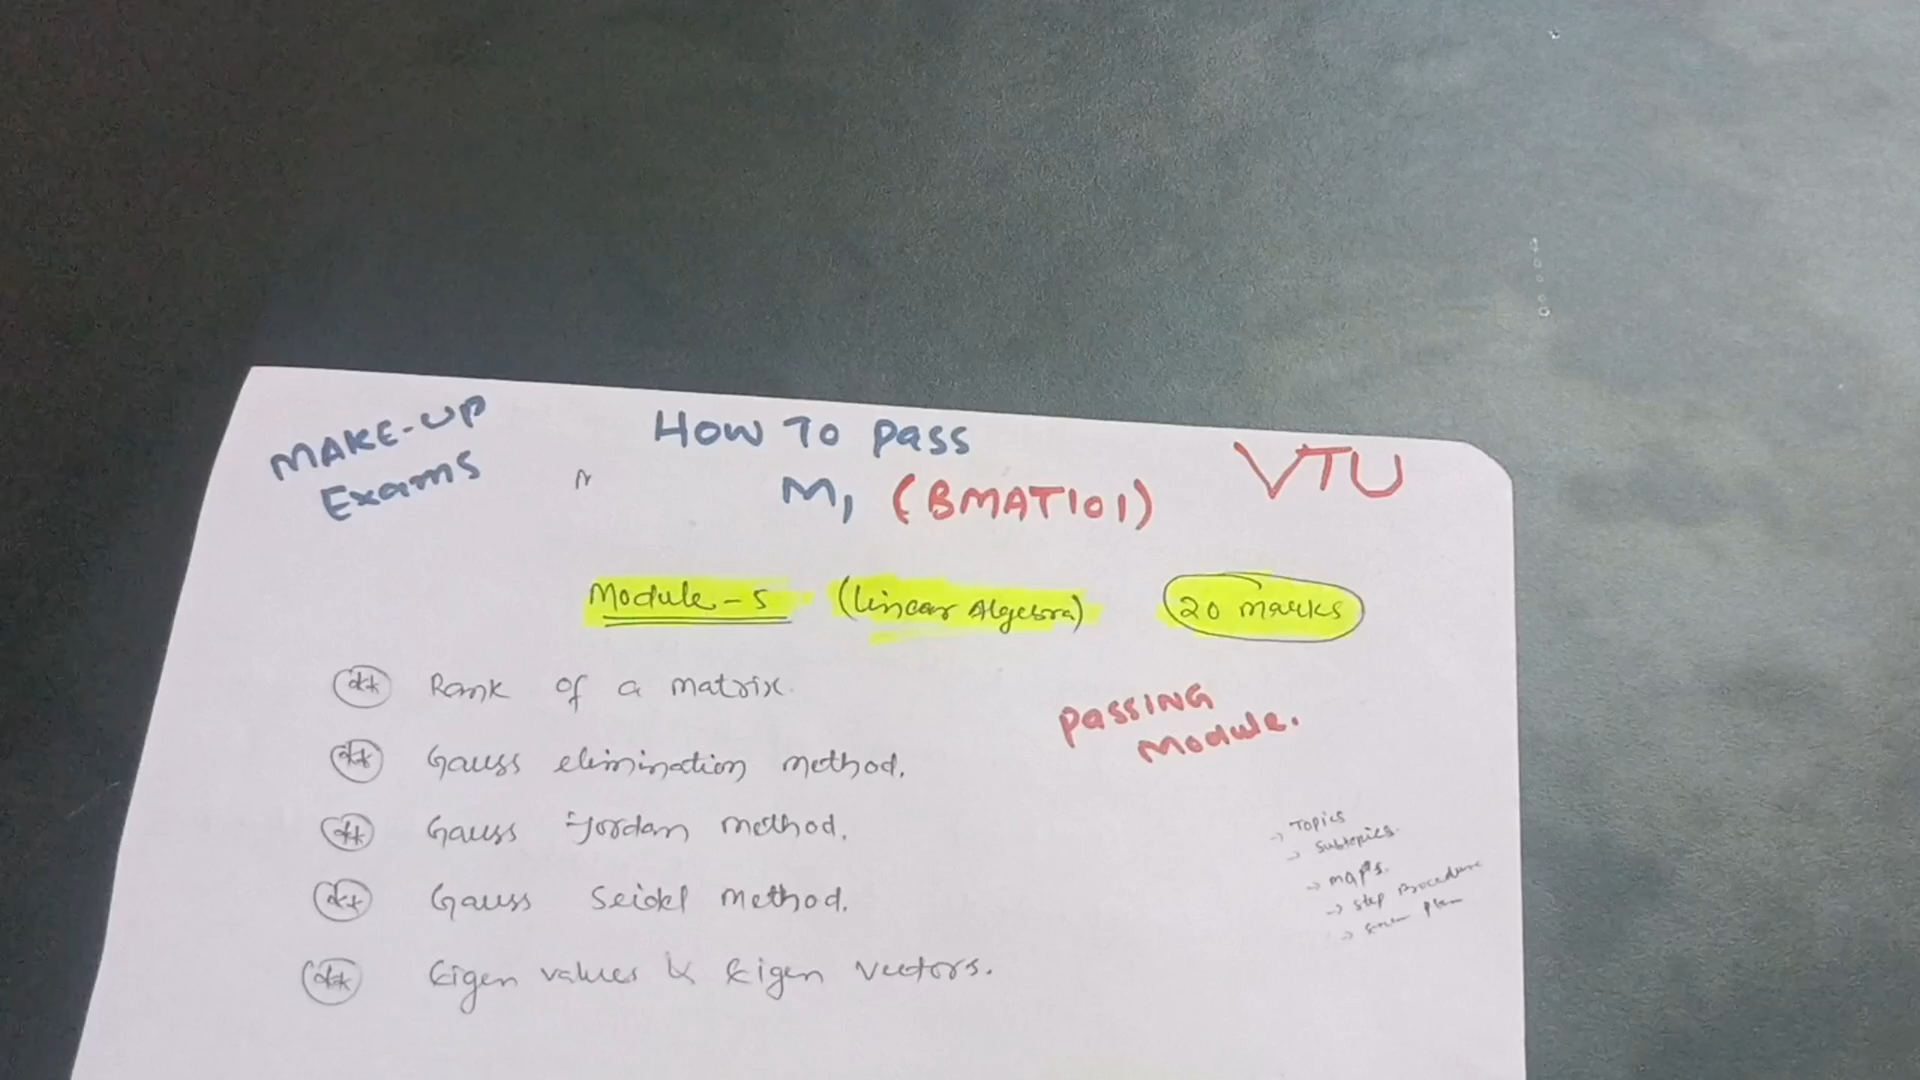 MAKE-UP
Exams
HOW TO PASS
M1 (BMAT101)
VTU
Module-5 (Linear Algebra) 20 marks
** Rank of a matrix.
** Gauss elimination method.
** Gauss Jordan method.
** Gauss Seidel method.
** Eigen values & Eigen vectors.
PASSING
Module.
→ Topics
→ Subtopics.
→ maps.
→ step Procedure
→ plan